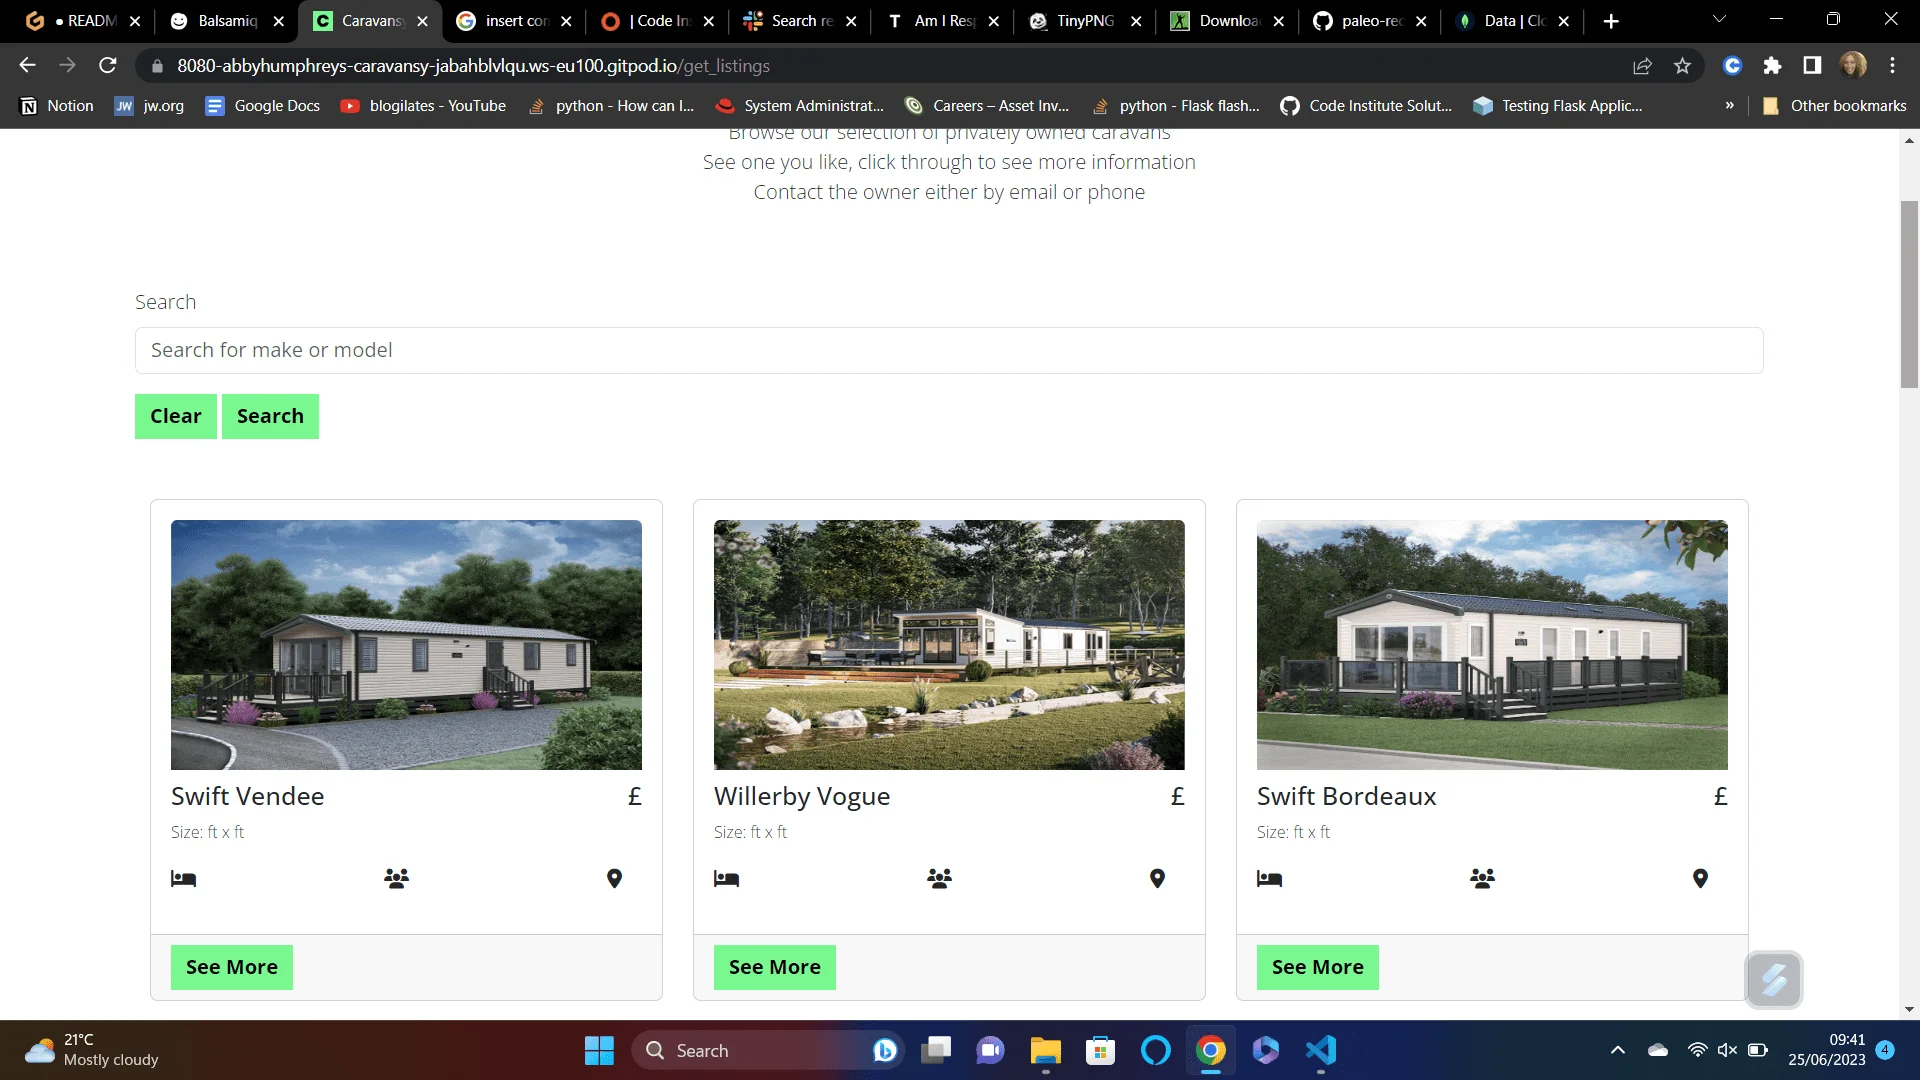 READM
Balsamiq
Caravansy
insert con
| Code Ins
Search re
Am I Resp
TinyPNG
Downloa
paleo-rec
Data | Clo
8080-abbyhumphreys-caravansy-jabahblvlqu.ws-eu100.gitpod.io/get_listings
Notion
JW jw.org
Google Docs
blogilates - YouTube
python - How can I...
System Administrat...
Careers – Asset Inv...
python - Flask flash...
Code Institute Solut...
Testing Flask Applic...
» Other bookmarks
Browse our selection of privately owned caravans
See one you like, click through to see more information
Contact the owner either by email or phone
Search
Search for make or model
Clear Search
Swift Vendee £
Size: ft x ft
See More
Willerby Vogue £
Size: ft x ft
See More
Swift Bordeaux £
Size: ft x ft
See More
21°C
Mostly cloudy
Search
09:41
25/06/2023
4